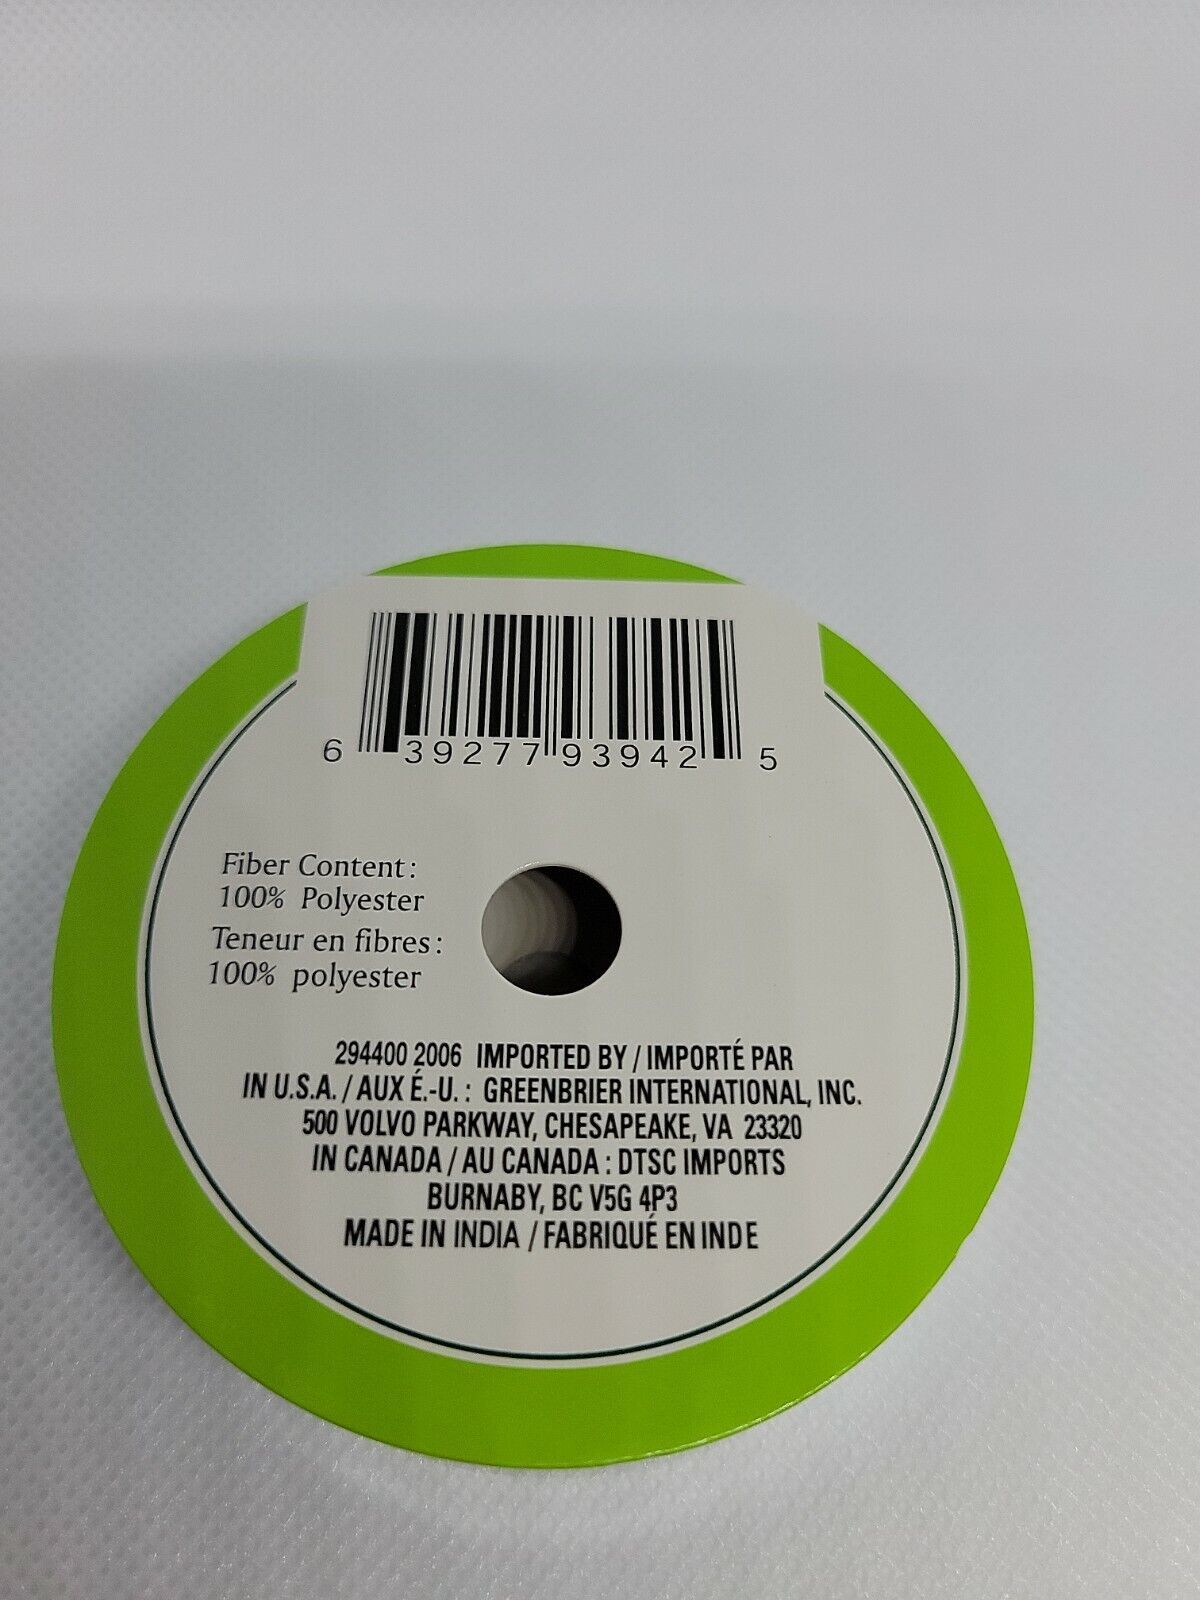 6 39277 93942 5
Fiber Content:
100% Polyester
Teneur en fibres:
100% polyester
294400 2006 IMPORTED BY / IMPORTÉ PAR
IN U.S.A. / AUX É.-U. : GREENBRIER INTERNATIONAL, INC.
500 VOLVO PARKWAY, CHESAPEAKE, VA 23320
IN CANADA / AU CANADA : DTSC IMPORTS
BURNABY, BC V5G 4P3
MADE IN INDIA / FABRIQUÉ EN INDE